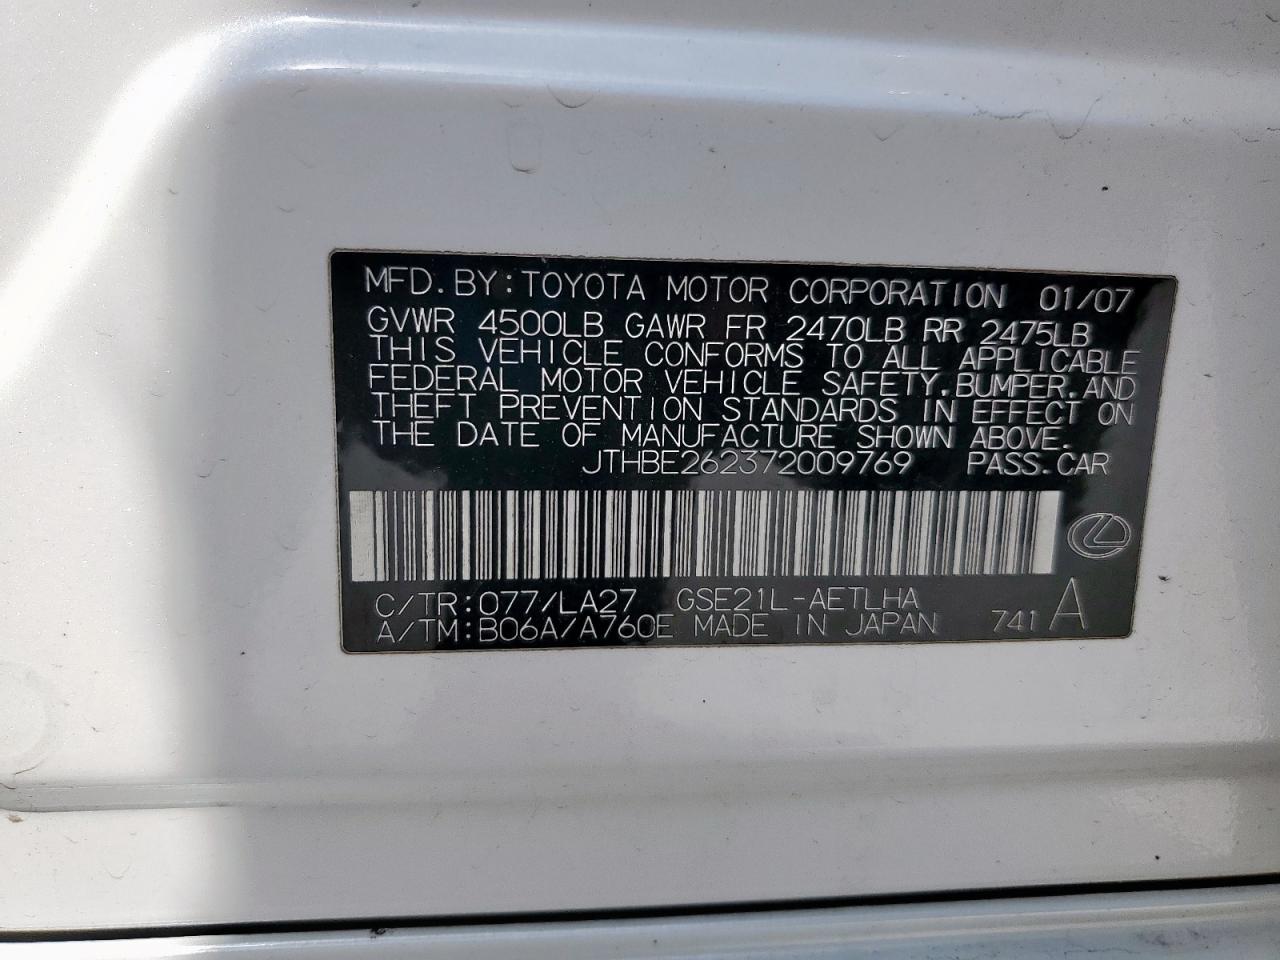 MFD. BY: TOYOTA MOTOR CORPORATION 01/07
GVWR 4500LB GAWR FR 2470LB RR 2475LB
THIS VEHICLE CONFORMS TO ALL APPLICABLE
FEDERAL MOTOR VEHICLE SAFETY, BUMPER, AND
THEFT PREVENTION STANDARDS IN EFFECT ON
THE DATE OF MANUFACTURE SHOWN ABOVE.
JTHBE262372009769 PASS. CAR
C/TR: 077/LA27 GSE21L-AETLHA
A/TM: B06A/A760E MADE IN JAPAN 741 A